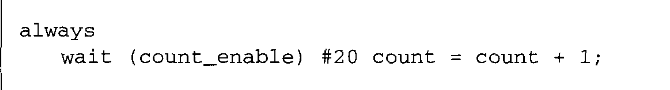 always
wait (count_enable) #20 count = count + 1;